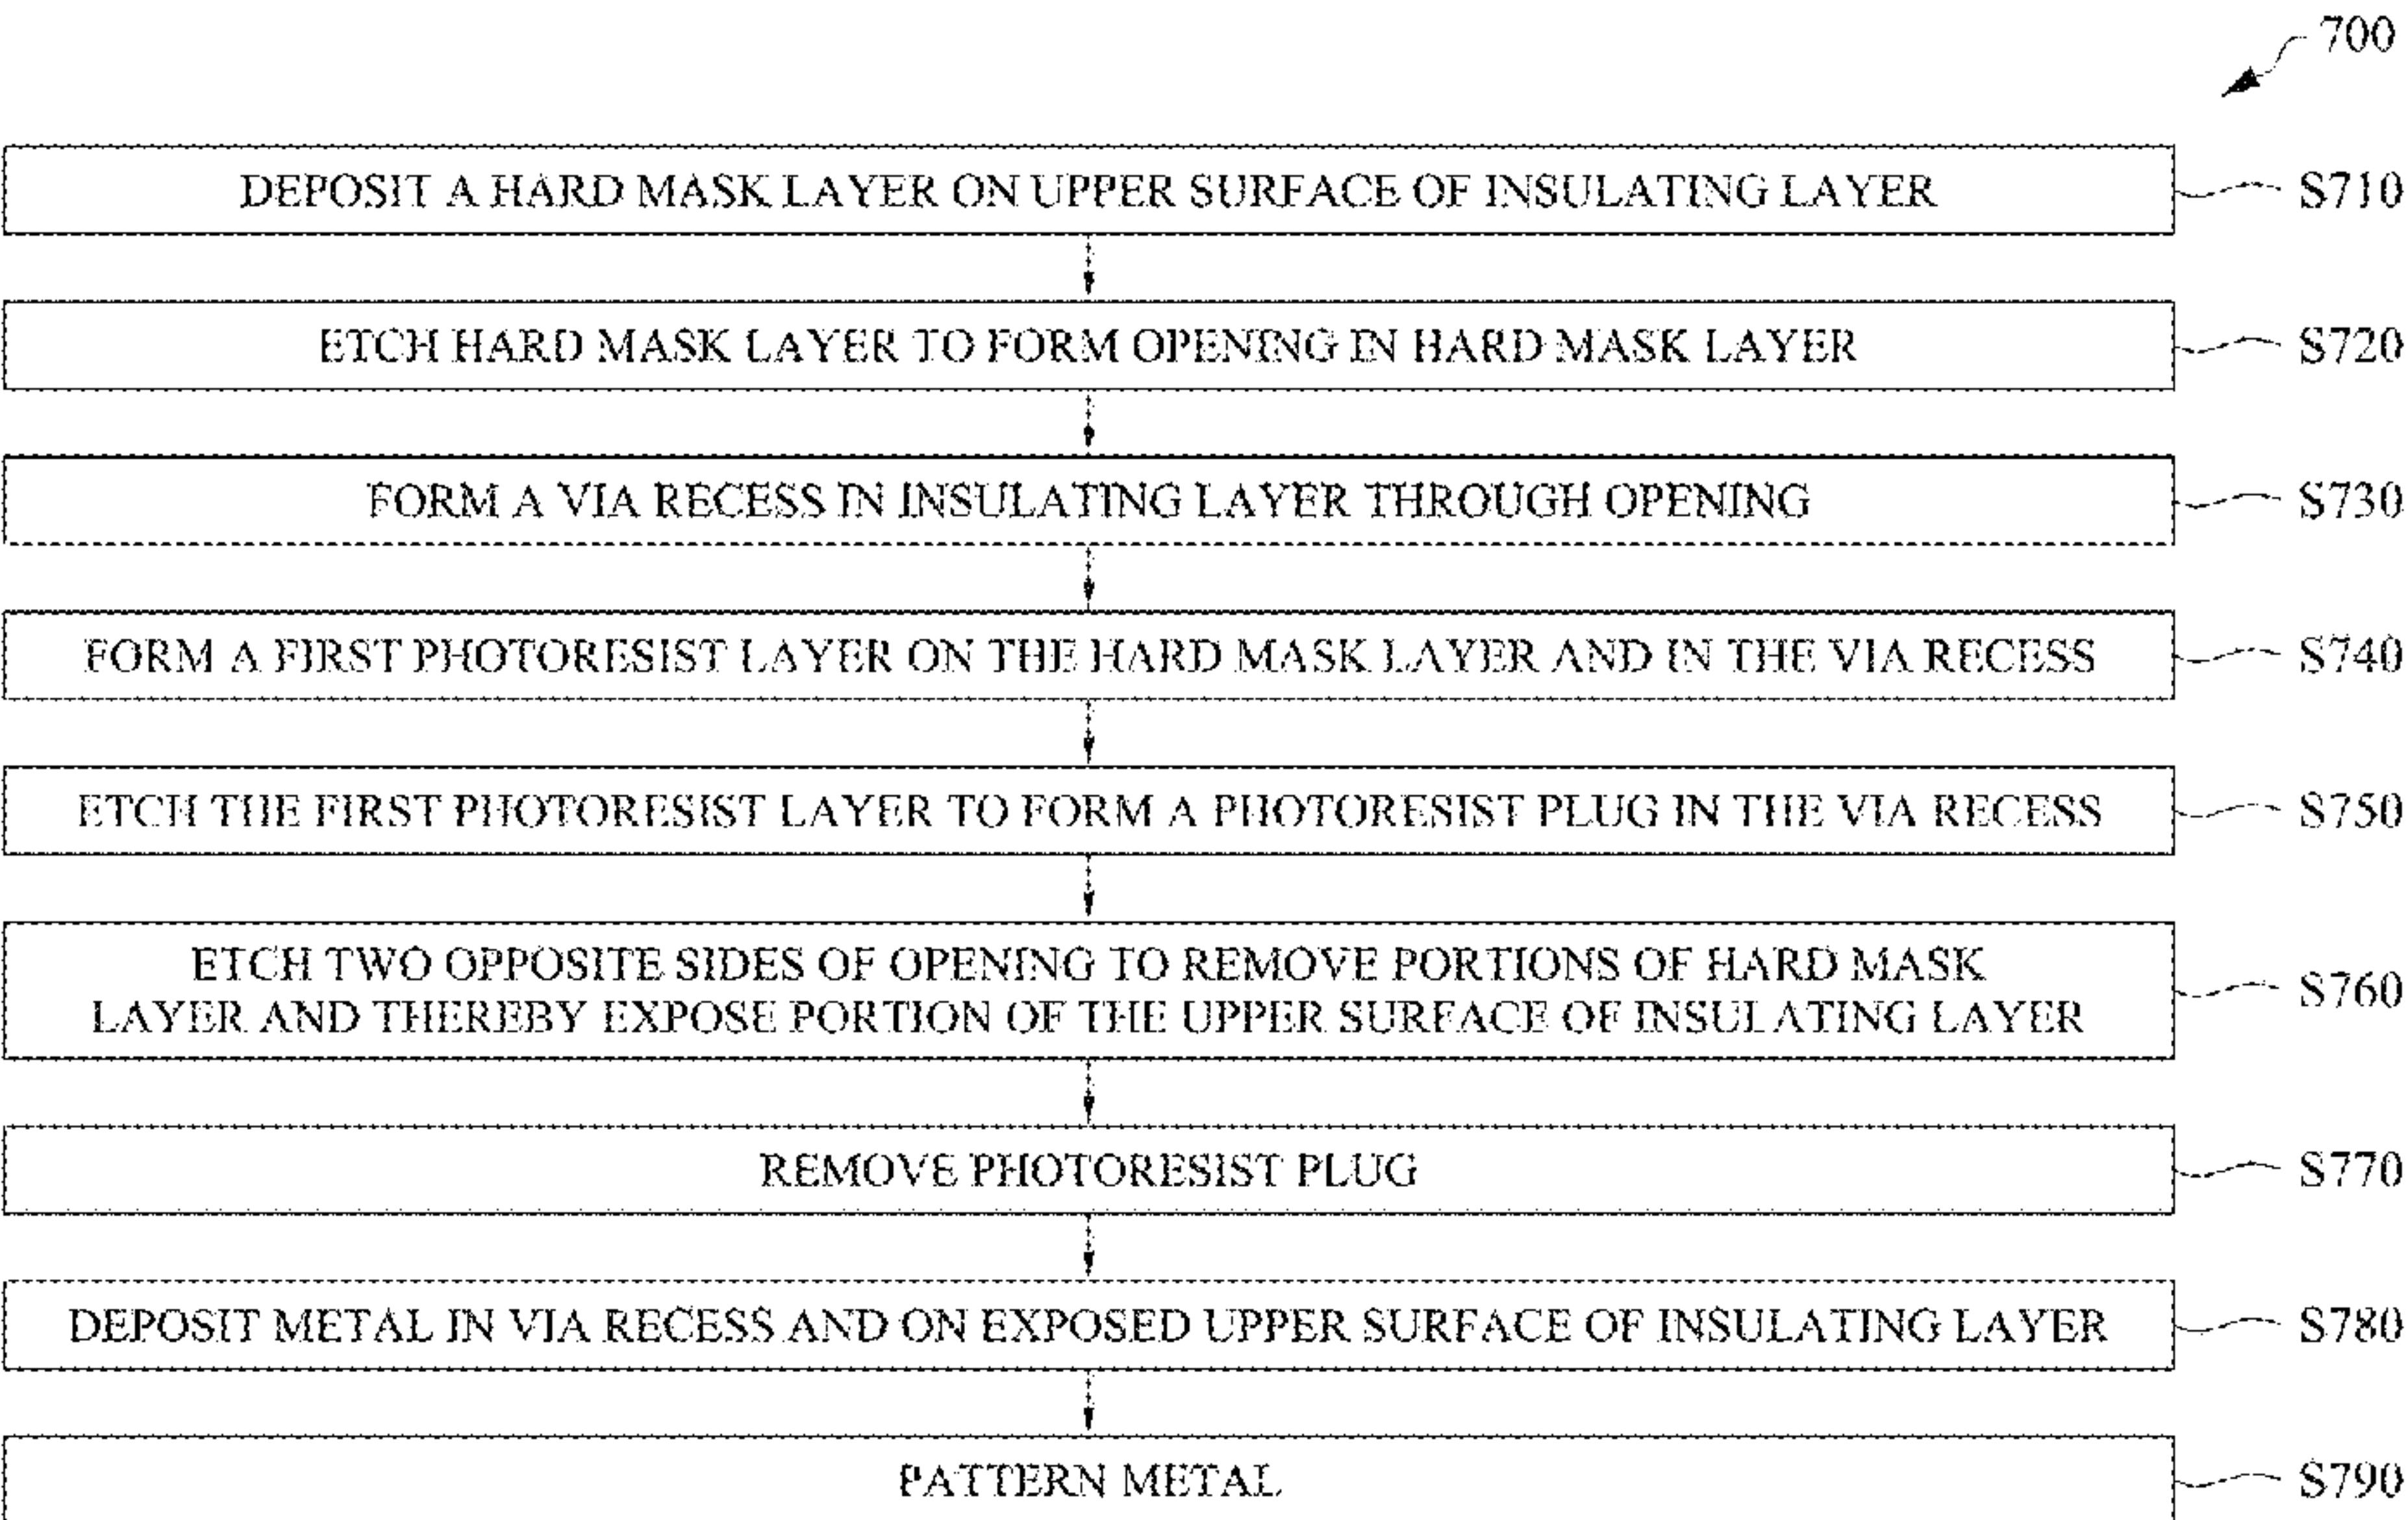 700
DEPOSIT A HARD MASK LAYER ON UPPER SURFACE OF INSULATING LAYER
S710
ETCH HARD MASK LAYER TO FORM OPENING IN HARD MASK LAYER
S720
FORM A VIA RECESS IN INSULATING LAYER THROUGH OPENING
S730
FORM A FIRST PHOTORESIST LAYER ON THE HARD MASK LAYER AND IN THE VIA RECESS
S740
ETCH THE FIRST PHOTORESIST LAYER TO FORM A PHOTORESIST PLUG IN THE VIA RECESS
S750
ETCH TWO OPPOSITE SIDES OF OPENING TO REMOVE PORTIONS OF HARD MASK
LAYER AND THEREBY EXPOSE PORTION OF THE UPPER SURFACE OF INSULATING LAYER
S760
REMOVE PHOTORESIST PLUG
S770
DEPOSIT METAL IN VIA RECESS AND ON EXPOSED UPPER SURFACE OF INSULATING LAYER
S780
PATTERN METAL
S790